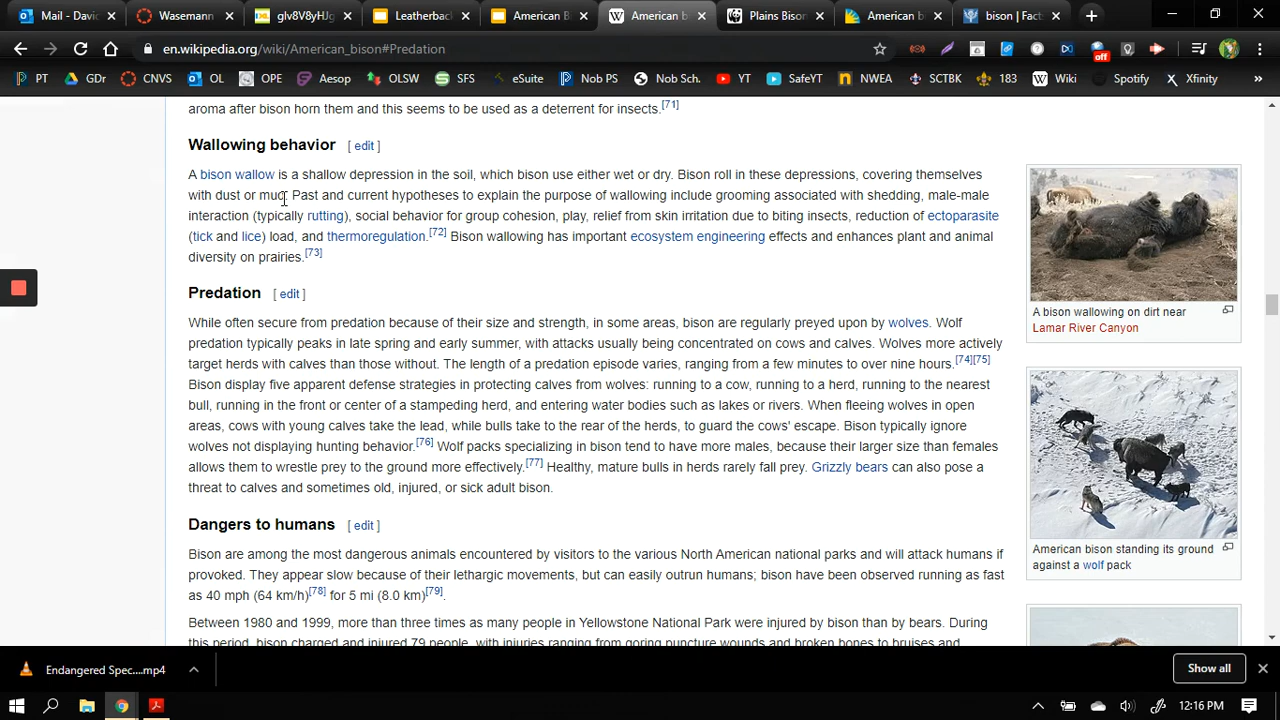 Mail - Davic
Wasemann
glv8V8yHJg
Leatherback
American Bi
American b
Plains Bison
American b
bison | Fact
en.wikipedia.org/wiki/American_bison#Predation
off
PT GDr CNVS OL OPE Aesop OLSW SFS eSuite Nob PS Nob Sch. YT SafeYT NWEA SCTBK 183 Wiki Spotify Xfinity »
aroma after bison horn them and this seems to be used as a deterrent for insects.[71]
Wallowing behavior [ edit ]
A bison wallow is a shallow depression in the soil, which bison use either wet or dry. Bison roll in these depressions, covering themselves
with dust or mud. Past and current hypotheses to explain the purpose of wallowing include grooming associated with shedding, male-male
interaction (typically rutting), social behavior for group cohesion, play, relief from skin irritation due to biting insects, reduction of ectoparasite
(tick and lice) load, and thermoregulation.[72] Bison wallowing has important ecosystem engineering effects and enhances plant and animal
diversity on prairies.[73]
A bison wallowing on dirt near
Lamar River Canyon
Predation [ edit ]
While often secure from predation because of their size and strength, in some areas, bison are regularly preyed upon by wolves. Wolf
predation typically peaks in late spring and early summer, with attacks usually being concentrated on cows and calves. Wolves more actively
target herds with calves than those without. The length of a predation episode varies, ranging from a few minutes to over nine hours.[74][75]
Bison display five apparent defense strategies in protecting calves from wolves: running to a cow, running to a herd, running to the nearest
bull, running in the front or center of a stampeding herd, and entering water bodies such as lakes or rivers. When fleeing wolves in open
areas, cows with young calves take the lead, while bulls take to the rear of the herds, to guard the cows' escape. Bison typically ignore
wolves not displaying hunting behavior.[76] Wolf packs specializing in bison tend to have more males, because their larger size than females
allows them to wrestle prey to the ground more effectively.[77] Healthy, mature bulls in herds rarely fall prey. Grizzly bears can also pose a
threat to calves and sometimes old, injured, or sick adult bison.
American bison standing its ground
against a wolf pack
Dangers to humans [ edit ]
Bison are among the most dangerous animals encountered by visitors to the various North American national parks and will attack humans if
provoked. They appear slow because of their lethargic movements, but can easily outrun humans; bison have been observed running as fast
as 40 mph (64 km/h)[78] for 5 mi (8.0 km)[79].
Between 1980 and 1999, more than three times as many people in Yellowstone National Park were injured by bison than by bears. During
this period, bison charged and injured 79 people, with injuries ranging from goring puncture wounds and broken bones to bruises and
Endangered Spec....mp4
Show all
12:16 PM